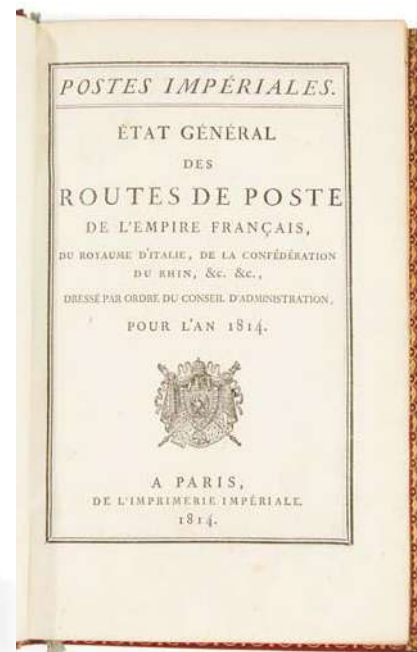 POSTES IMPÉRIALES.
ÉTAT GÉNÉRAL
DES
ROUTES DE POSTE
DE L'EMPIRE FRANÇAIS,
DU ROYAUME D'ITALIE, DE LA CONFÉDÉRATION
DU RHIN, &c. &c.,
DRESSÉ PAR ORDRE DU CONSEIL D'ADMINISTRATION,
POUR L'AN 1814.
A PARIS,
DE L'IMPRIMERIE IMPÉRIALE.
1814.